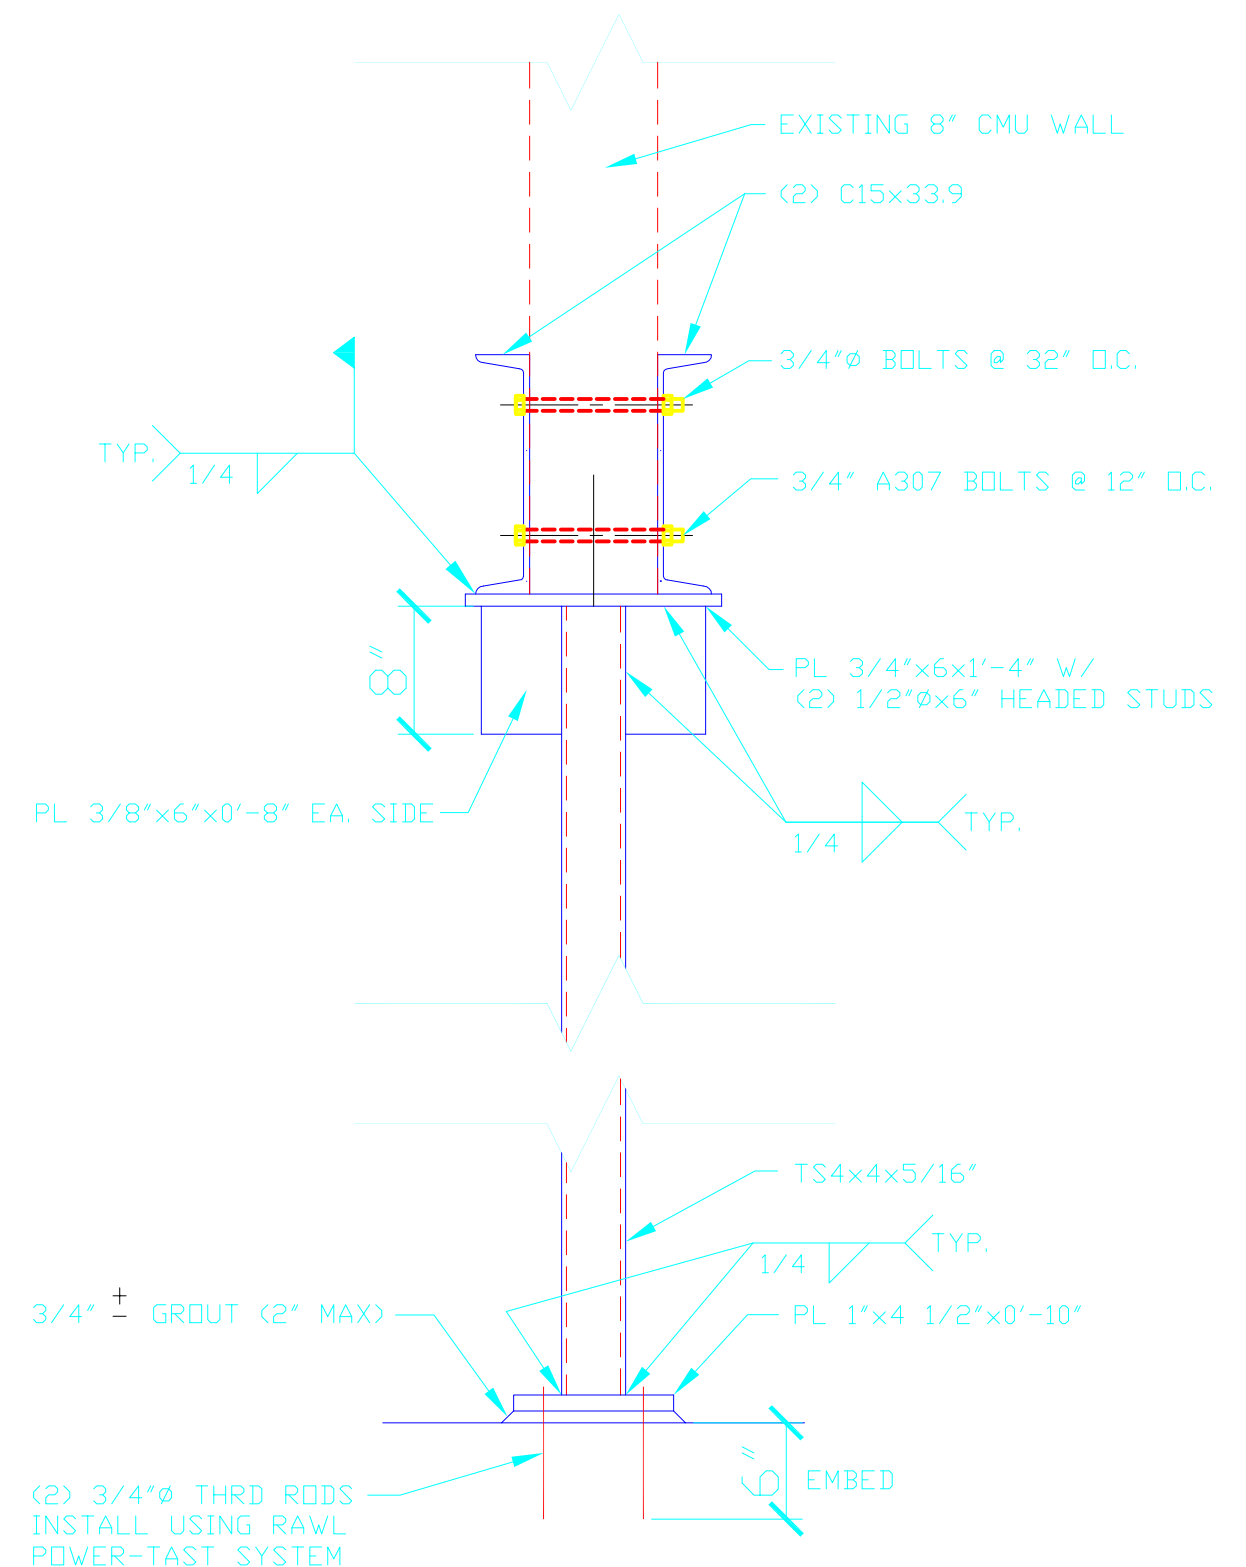 EXISTING 8" CMU WALL
(2) C15x33.9
3/4"Ø BOLTS @ 32" O.C.
TYP.
1/4
3/4" A307 BOLTS @ 12" O.C.
8"
PL 3/4"x6x1'-4" W/
(2) 1/2"Øx6" HEADED STUDS
PL 3/8"x6"x0'-8" EA. SIDE
TYP.
1/4
TS4x4x5/16"
TYP.
1/4
3/4" ± GROUT (2" MAX)
PL 1"x4 1/2"x0'-10"
6" EMBED
(2) 3/4"Ø THRD RODS
INSTALL USING RAWL
POWER-TAST SYSTEM